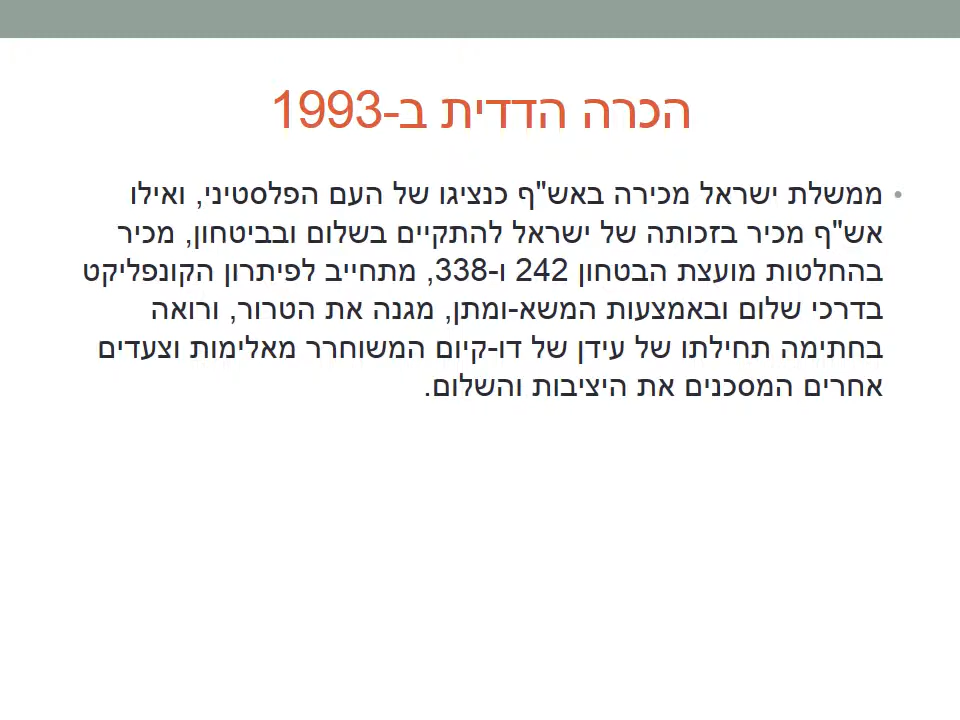 הכרה הדדית ב-1993
• ממשלת ישראל מכירה באש"ף כנציגו של העם הפלסטיני, ואילו
אש"ף מכיר בזכותה של ישראל להתקיים בשלום ובביטחון, מכיר
בהחלטות מועצת הבטחון 242 ו-338, מתחייב לפיתרון הקונפליקט
בדרכי שלום ובאמצעות המשא-ומתן, מגנה את הטרור, ורואה
בחתימה תחילתו של עידן של דו-קיום המשוחרר מאלימות וצעדים
אחרים המסכנים את היציבות והשלום.